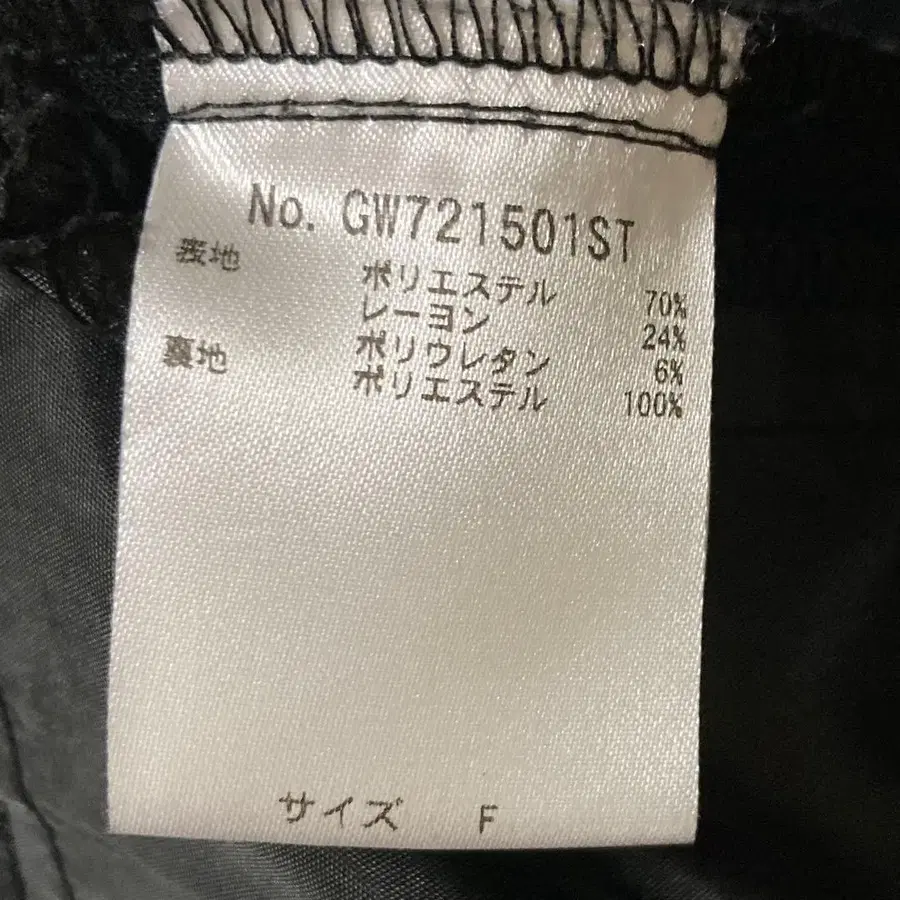 No. GW721501ST
表地 ポリエステル 70%
レーヨン 24%
ポリウレタン 6%
裏地 ポリエステル 100%
サイズ F